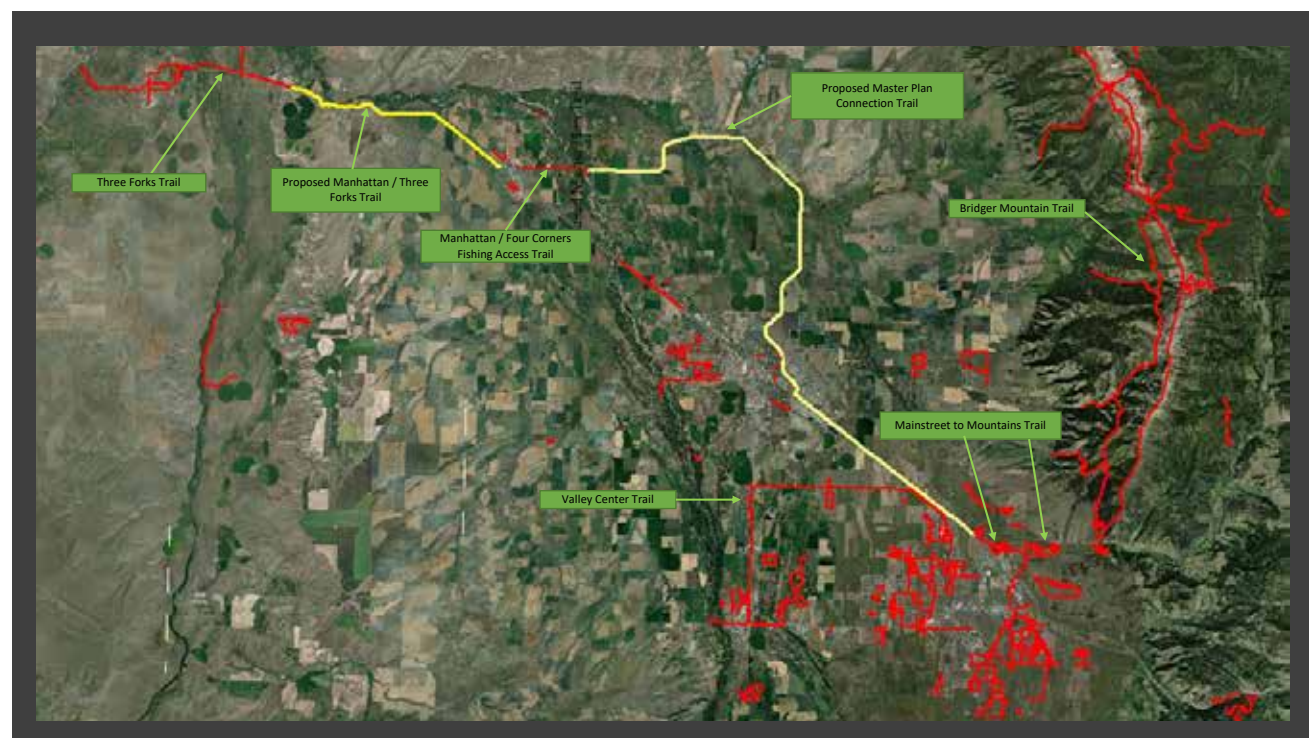 Proposed Master Plan
Connection Trail
Three Forks Trail
Proposed Manhattan / Three
Forks Trail
Bridger Mountain Trail
Manhattan / Four Corners
Fishing Access Trail
Mainstreet to Mountains Trail
Valley Center Trail